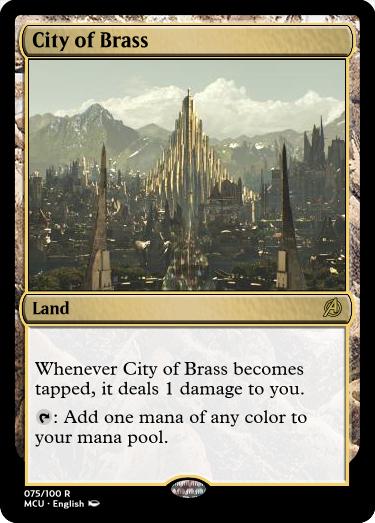 City of Brass
Land
Whenever City of Brass becomes
tapped, it deals 1 damage to you.
: Add one mana of any color to
your mana pool.
075/100 R
MCU • English